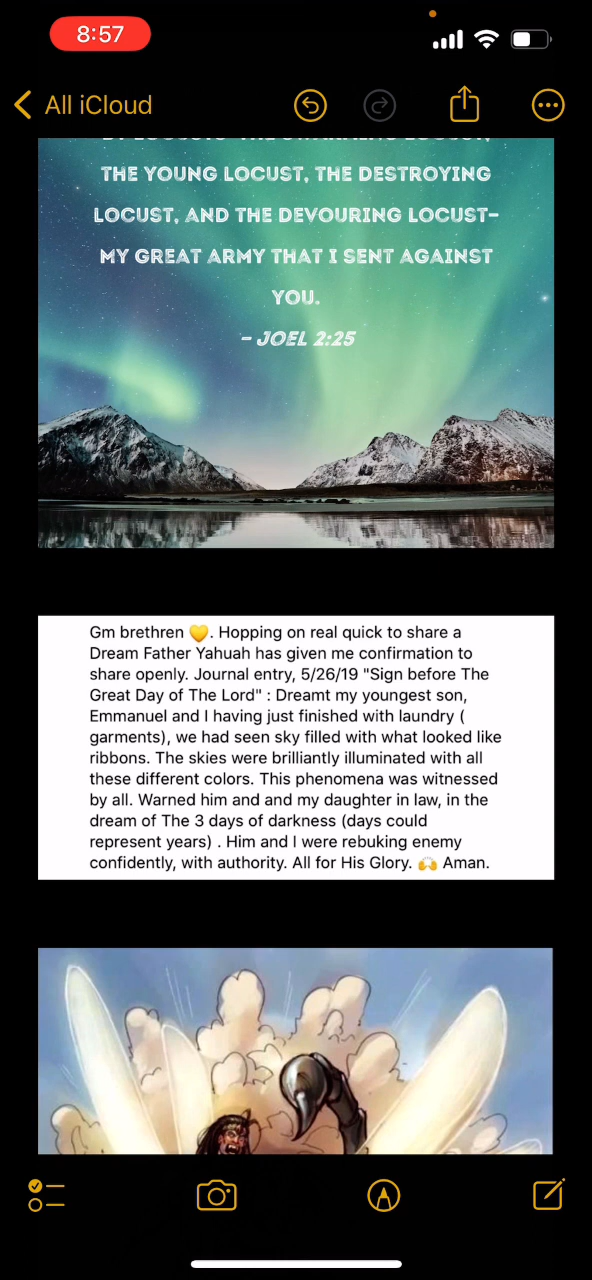 8:57
All iCloud
THE YOUNG LOCUST, THE DESTROYING
LOCUST, AND THE DEVOURING LOCUST–
MY GREAT ARMY THAT I SENT AGAINST
YOU.
- JOEL 2:25
Gm brethren 💛. Hopping on real quick to share a
Dream Father Yahuah has given me confirmation to
share openly. Journal entry, 5/26/19 "Sign before The
Great Day of The Lord" : Dreamt my youngest son,
Emmanuel and I having just finished with laundry (
garments), we had seen sky filled with what looked like
ribbons. The skies were brilliantly illuminated with all
these different colors. This phenomena was witnessed
by all. Warned him and and my daughter in law, in the
dream of The 3 days of darkness (days could
represent years) . Him and I were rebuking enemy
confidently, with authority. All for His Glory. 🙌 Aman.